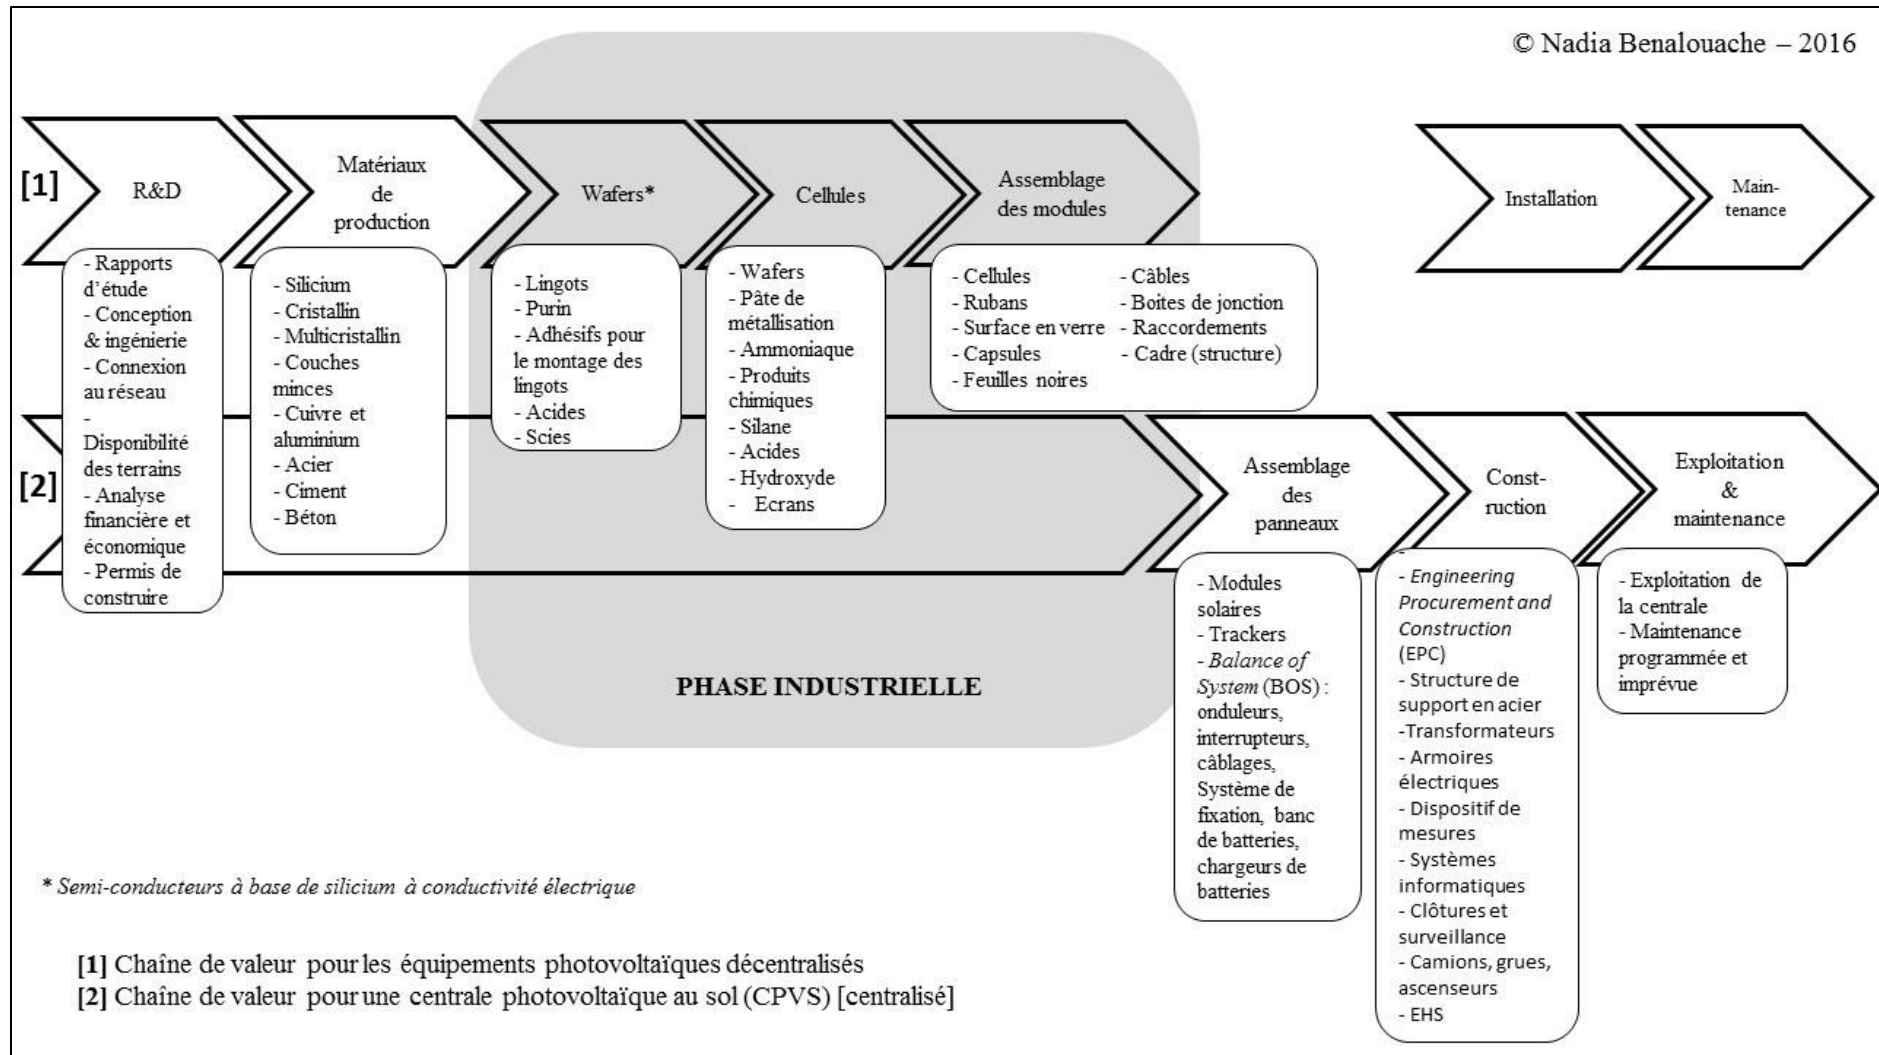 © Nadia Benalouache – 2016
[1]
R&D
Matériaux
de
production
Wafers*
Cellules
Assemblage
des modules
Installation
Main-
tenance
- Rapports
d'étude
- Conception
& ingénierie
- Connexion
au réseau
-
Disponibilité
des terrains
- Analyse
financière et
économique
- Permis de
construire
- Silicium
- Cristallin
- Multicristallin
- Couches
minces
- Cuivre et
aluminium
- Acier
- Ciment
- Béton
- Lingots
- Purin
- Adhésifs pour
le montage des
lingots
- Acides
- Scies
- Wafers
- Pâte de
métallisation
- Ammoniaque
- Produits
chimiques
- Silane
- Acides
- Hydroxyde
- Ecrans
- Cellules
- Rubans
- Surface en verre
- Capsules
- Feuilles noires
- Câbles
- Boites de jonction
- Raccordements
- Cadre (structure)
[2]
Assemblage
des
panneaux
Const-
ruction
Exploitation
&
maintenance
- Modules
solaires
- Trackers
- Balance of
System (BOS) :
onduleurs,
interrupteurs,
câblages,
Système de
fixation, banc
de batteries,
chargeurs de
batteries
-
- Engineering
Procurement and
Construction
(EPC)
- Structure de
support en acier
-Transformateurs
- Armoires
électriques
- Dispositif de
mesures
- Systèmes
informatiques
- Clôtures et
surveillance
- Camions, grues,
ascenseurs
- EHS
- Exploitation de
la centrale
- Maintenance
programmée et
imprévue
PHASE INDUSTRIELLE
* Semi-conducteurs à base de silicium à conductivité électrique
[1] Chaîne de valeur pour les équipements photovoltaïques décentralisés
[2] Chaîne de valeur pour une centrale photovoltaïque au sol (CPVS) [centralisé]